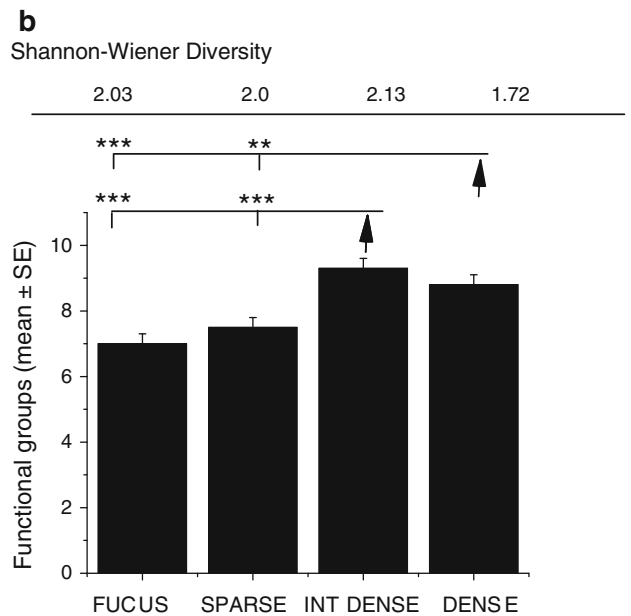 b
Shannon-Wiener Diversity
2.03 2.0 2.13 1.72
*** **
*** ***
Functional groups (mean ± SE)
10
8
6
4
2
0
FUCUS SPARSE INT DENSE DENSE